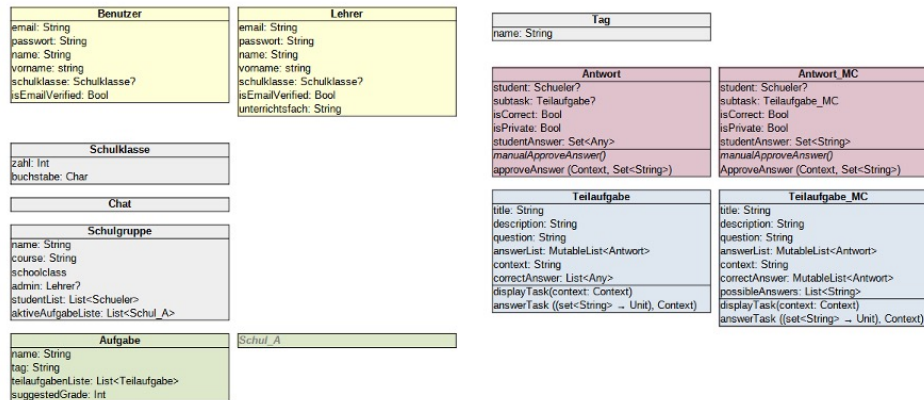 Benutzer
email: String
passwort: String
name: String
vorname: string
schulklasse: Schulklasse?
isEmailVerified: Bool
Lehrer
email: String
passwort: String
name: String
vorname: string
schulklasse: Schulklasse?
isEmailVerified: Bool
unterrichtsfach: String
Schulklasse
zahl: Int
buchstabe: Char
Chat
Schulgruppe
name: String
course: String
schoolclass
admin: Lehrer?
studentList: List<Schueler>
aktiveAufgabeListe: List<Schul_A>
Aufgabe
name: String
tag: String
teilaufgabenListe: List<Teilaufgabe>
suggestedGrade: Int
Schul_A
Tag
name: String
Antwort
student: Schueler?
subtask: Teilaufgabe?
isCorrect: Bool
isPrivate: Bool
studentAnswer: Set<Any>
manualApproveAnswer()
approveAnswer (Context, Set<String>)
Antwort_MC
student: Schueler?
subtask: Teilaufgabe_MC
isCorrect: Bool
isPrivate: Bool
studentAnswer: Set<String>
manualApproveAnswer()
ApproveAnswer (Context, Set<String>)
Teilaufgabe
title: String
description: String
question: String
answerList: MutableList<Antwort>
context: String
correctAnswer: List<Any>
displayTask(context: Context)
answerTask ((set<String> → Unit), Context)
Teilaufgabe_MC
title: String
description: String
question: String
answerList: MutableList<Antwort>
context: String
correctAnswer: MutableList<Antwort>
possibleAnswers: List<String>
displayTask(context: Context)
answerTask ((set<String> → Unit), Context)